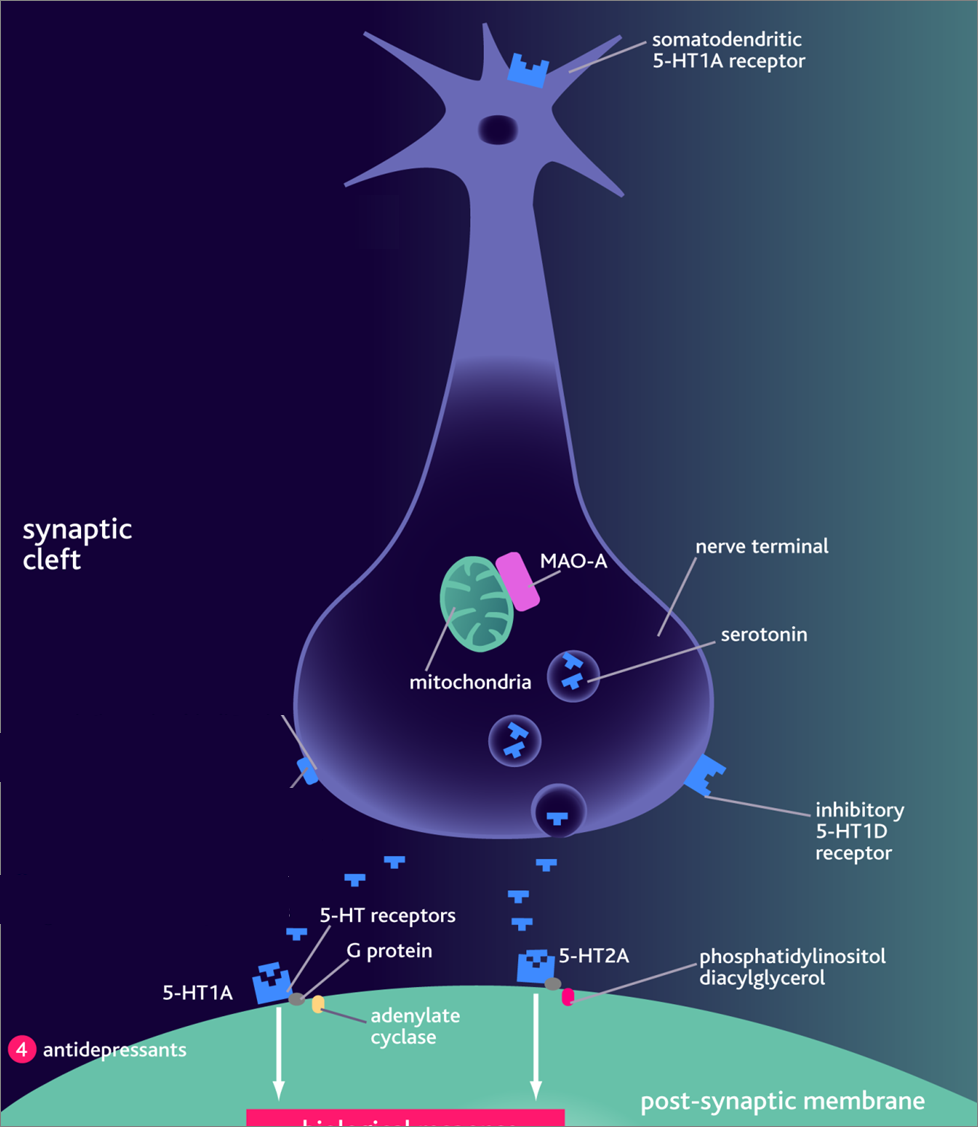 somatodendritic
5-HT1A receptor
synaptic
cleft
nerve terminal
MAO-A
serotonin
mitochondria
inhibitory
5-HT1D
receptor
5-HT receptors
G protein
5-HT2A
phosphatidylinositol
diacylglycerol
5-HT1A
adenylate
cyclase
4 antidepressants
post-synaptic membrane